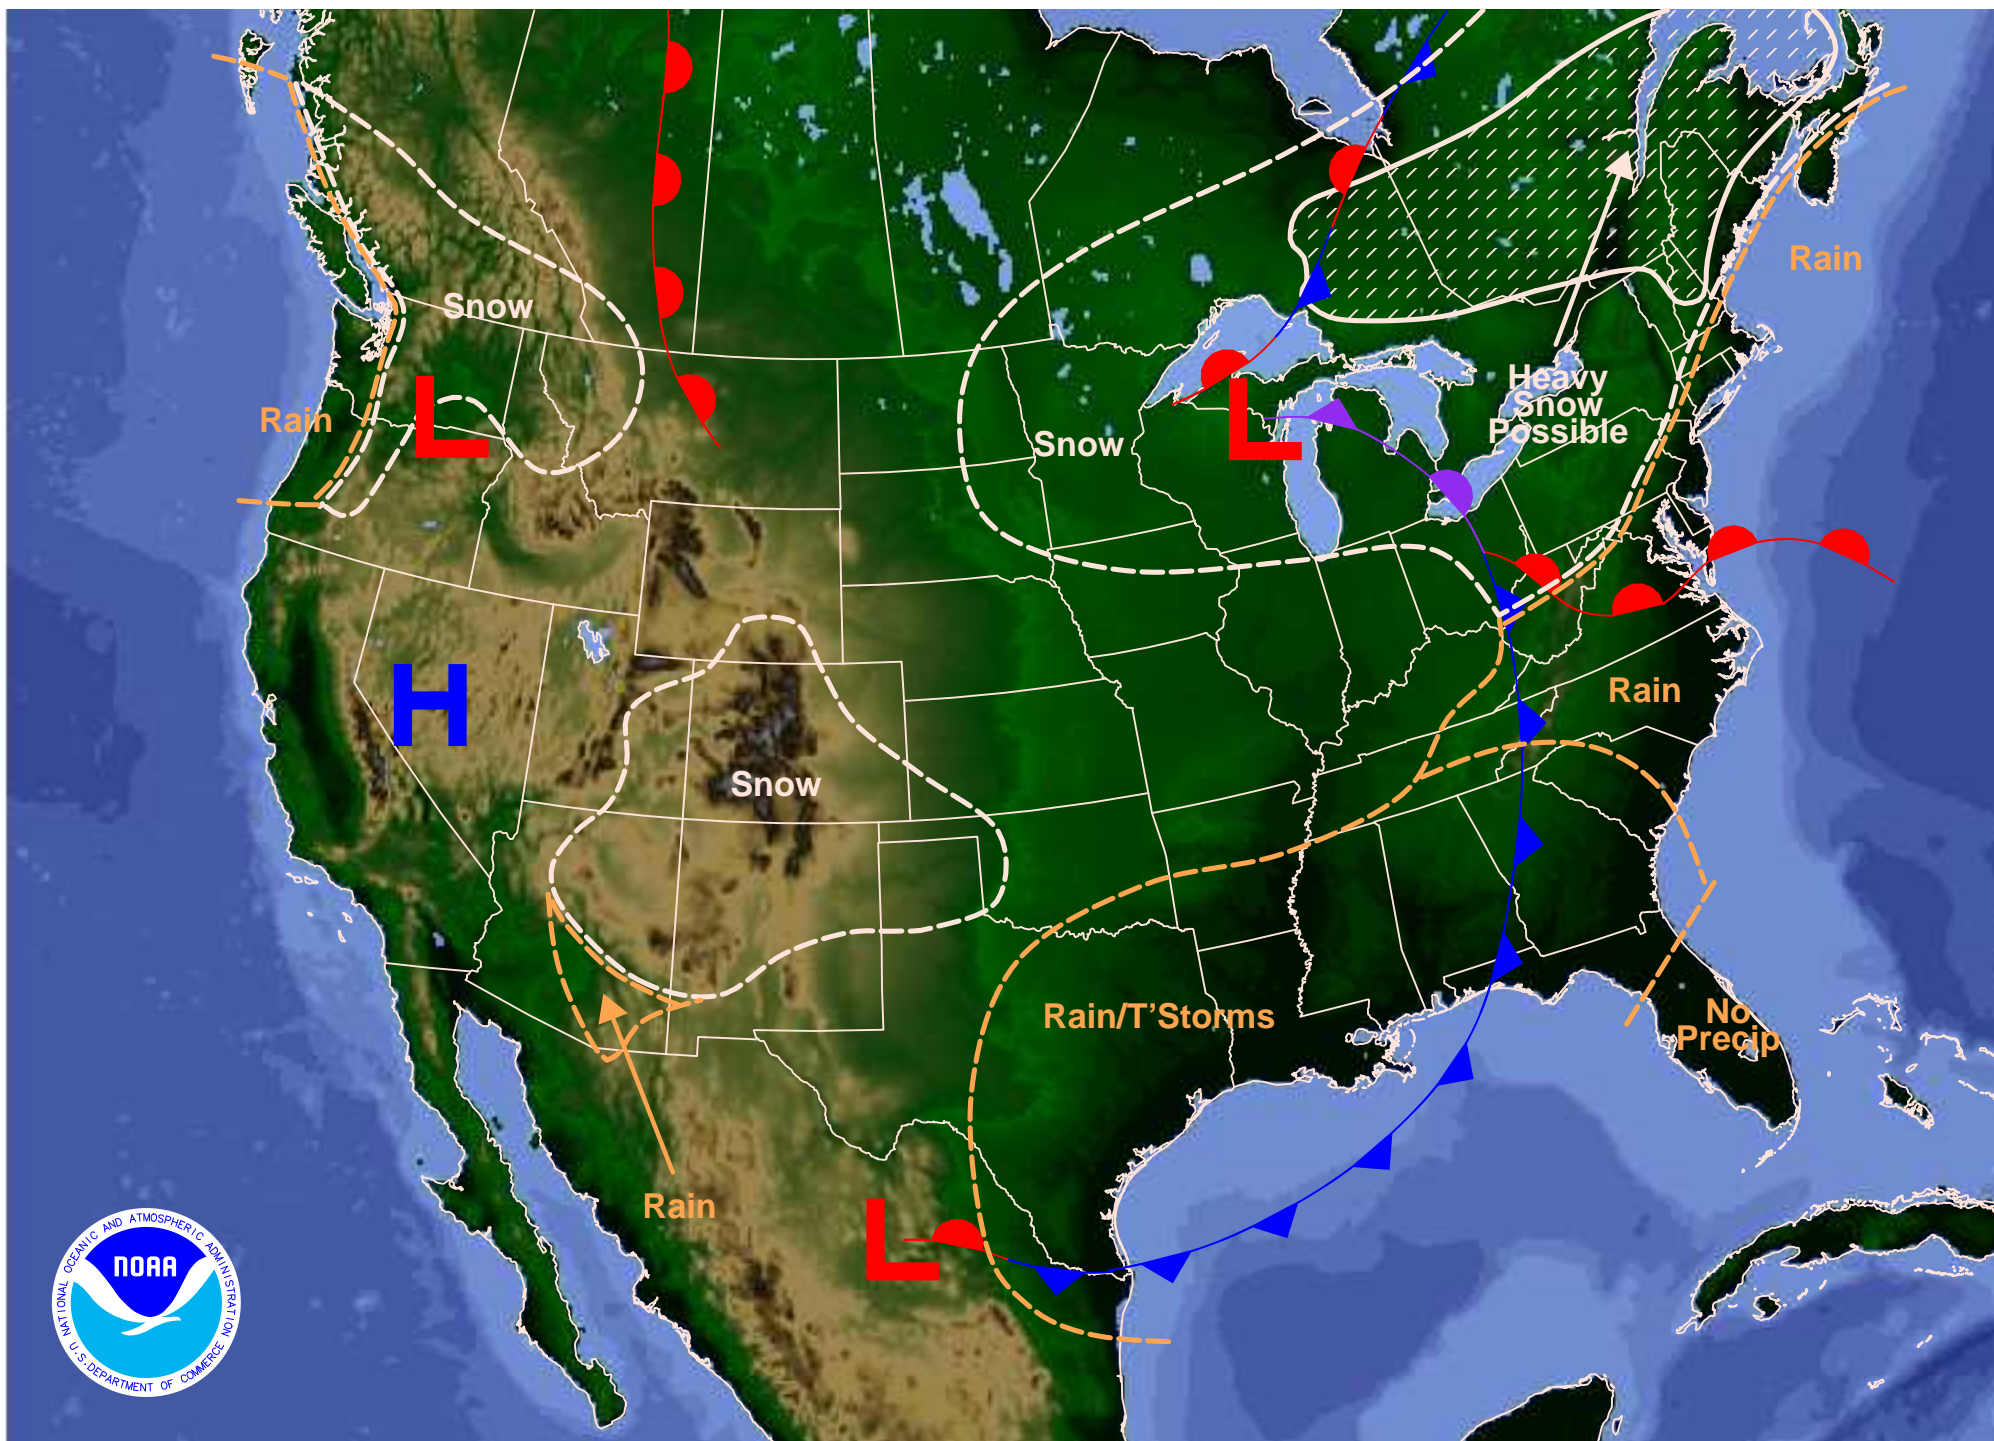 Rain
Snow
Heavy
Snow
Possible
Rain
Snow
L
L
H
Rain
Snow
No
Precip
Rain/T'Storms
Rain
L
NATIONAL OCEANIC AND ATMOSPHERIC ADMINISTRATION
NOAA
U.S. DEPARTMENT OF COMMERCE
Rain